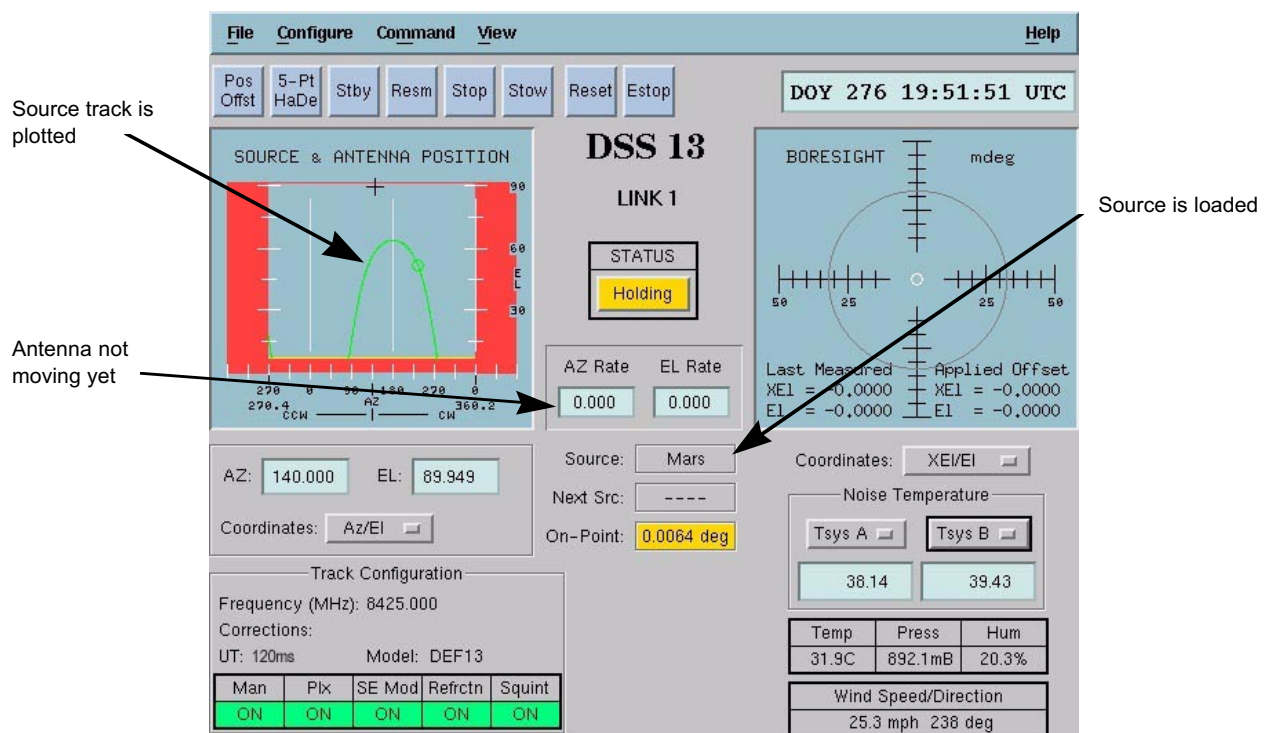 File Configure Command View Help
Pos Offst
5-Pt HaDe
Stby Resm Stop Stow Reset Estop
DOY 276 19:51:51 UTC
Source track is
plotted
SOURCE & ANTENNA POSITION
90
60
EL
30
270 0 90 180 270 0
270.4 AZ 360.2
CCW CW
DSS 13
LINK 1
STATUS
Holding
BORESIGHT mdeg
50 25 25 50
Last Measured Applied Offset
XEl = -0.0000 XEl = -0.0000
El = -0.0000 El = -0.0000
Source is loaded
Antenna not
moving yet
AZ Rate EL Rate
0.000 0.000
AZ: 140.000 EL: 89.949
Coordinates: Az/El
Source: Mars
Next Src: ----
On-Point: 0.0064 deg
Coordinates: XEl/El
Noise Temperature
Tsys A Tsys B
38.14 39.43
Track Configuration
Frequency (MHz): 8425.000
Corrections:
UT: 120ms Model: DEF13
Man Plx SE Mod Refrctn Squint
ON ON ON ON ON
Temp Press Hum
31.9C 892.1mB 20.3%
Wind Speed/Direction
25.3 mph 238 deg